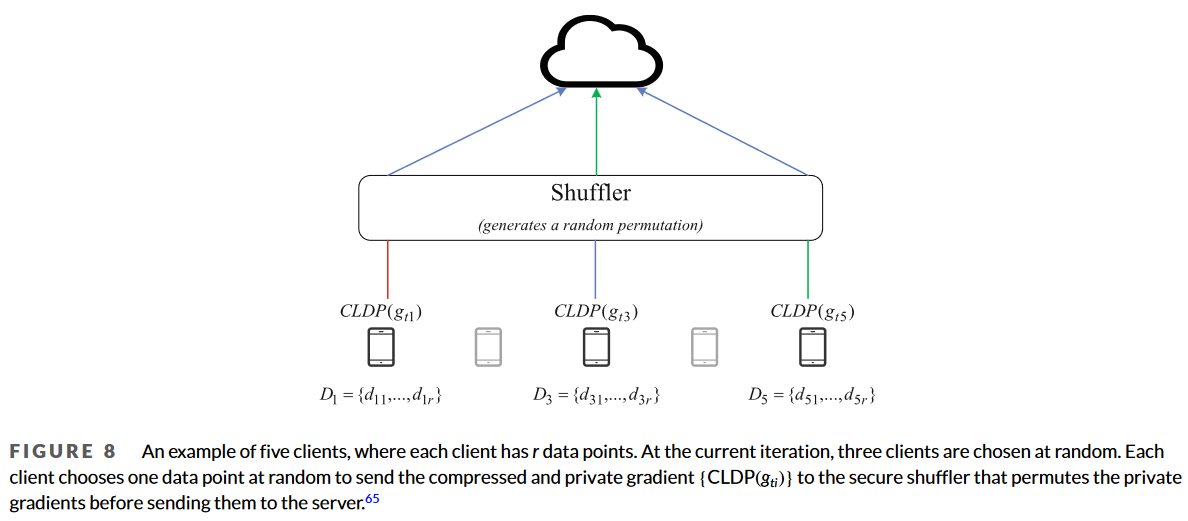 Shuffler
(generates a random permutation)
CLDP(g_{t1}) CLDP(g_{t3}) CLDP(g_{t5})
D_1 = {d_{11},...,d_{1r}} D_3 = {d_{31},...,d_{3r}} D_5 = {d_{51},...,d_{5r}}
FIGURE 8 An example of five clients, where each client has r data points. At the current iteration, three clients are chosen at random. Each
client chooses one data point at random to send the compressed and private gradient {CLDP(g_{ti})} to the secure shuffler that permutes the private
gradients before sending them to the server.^{65}